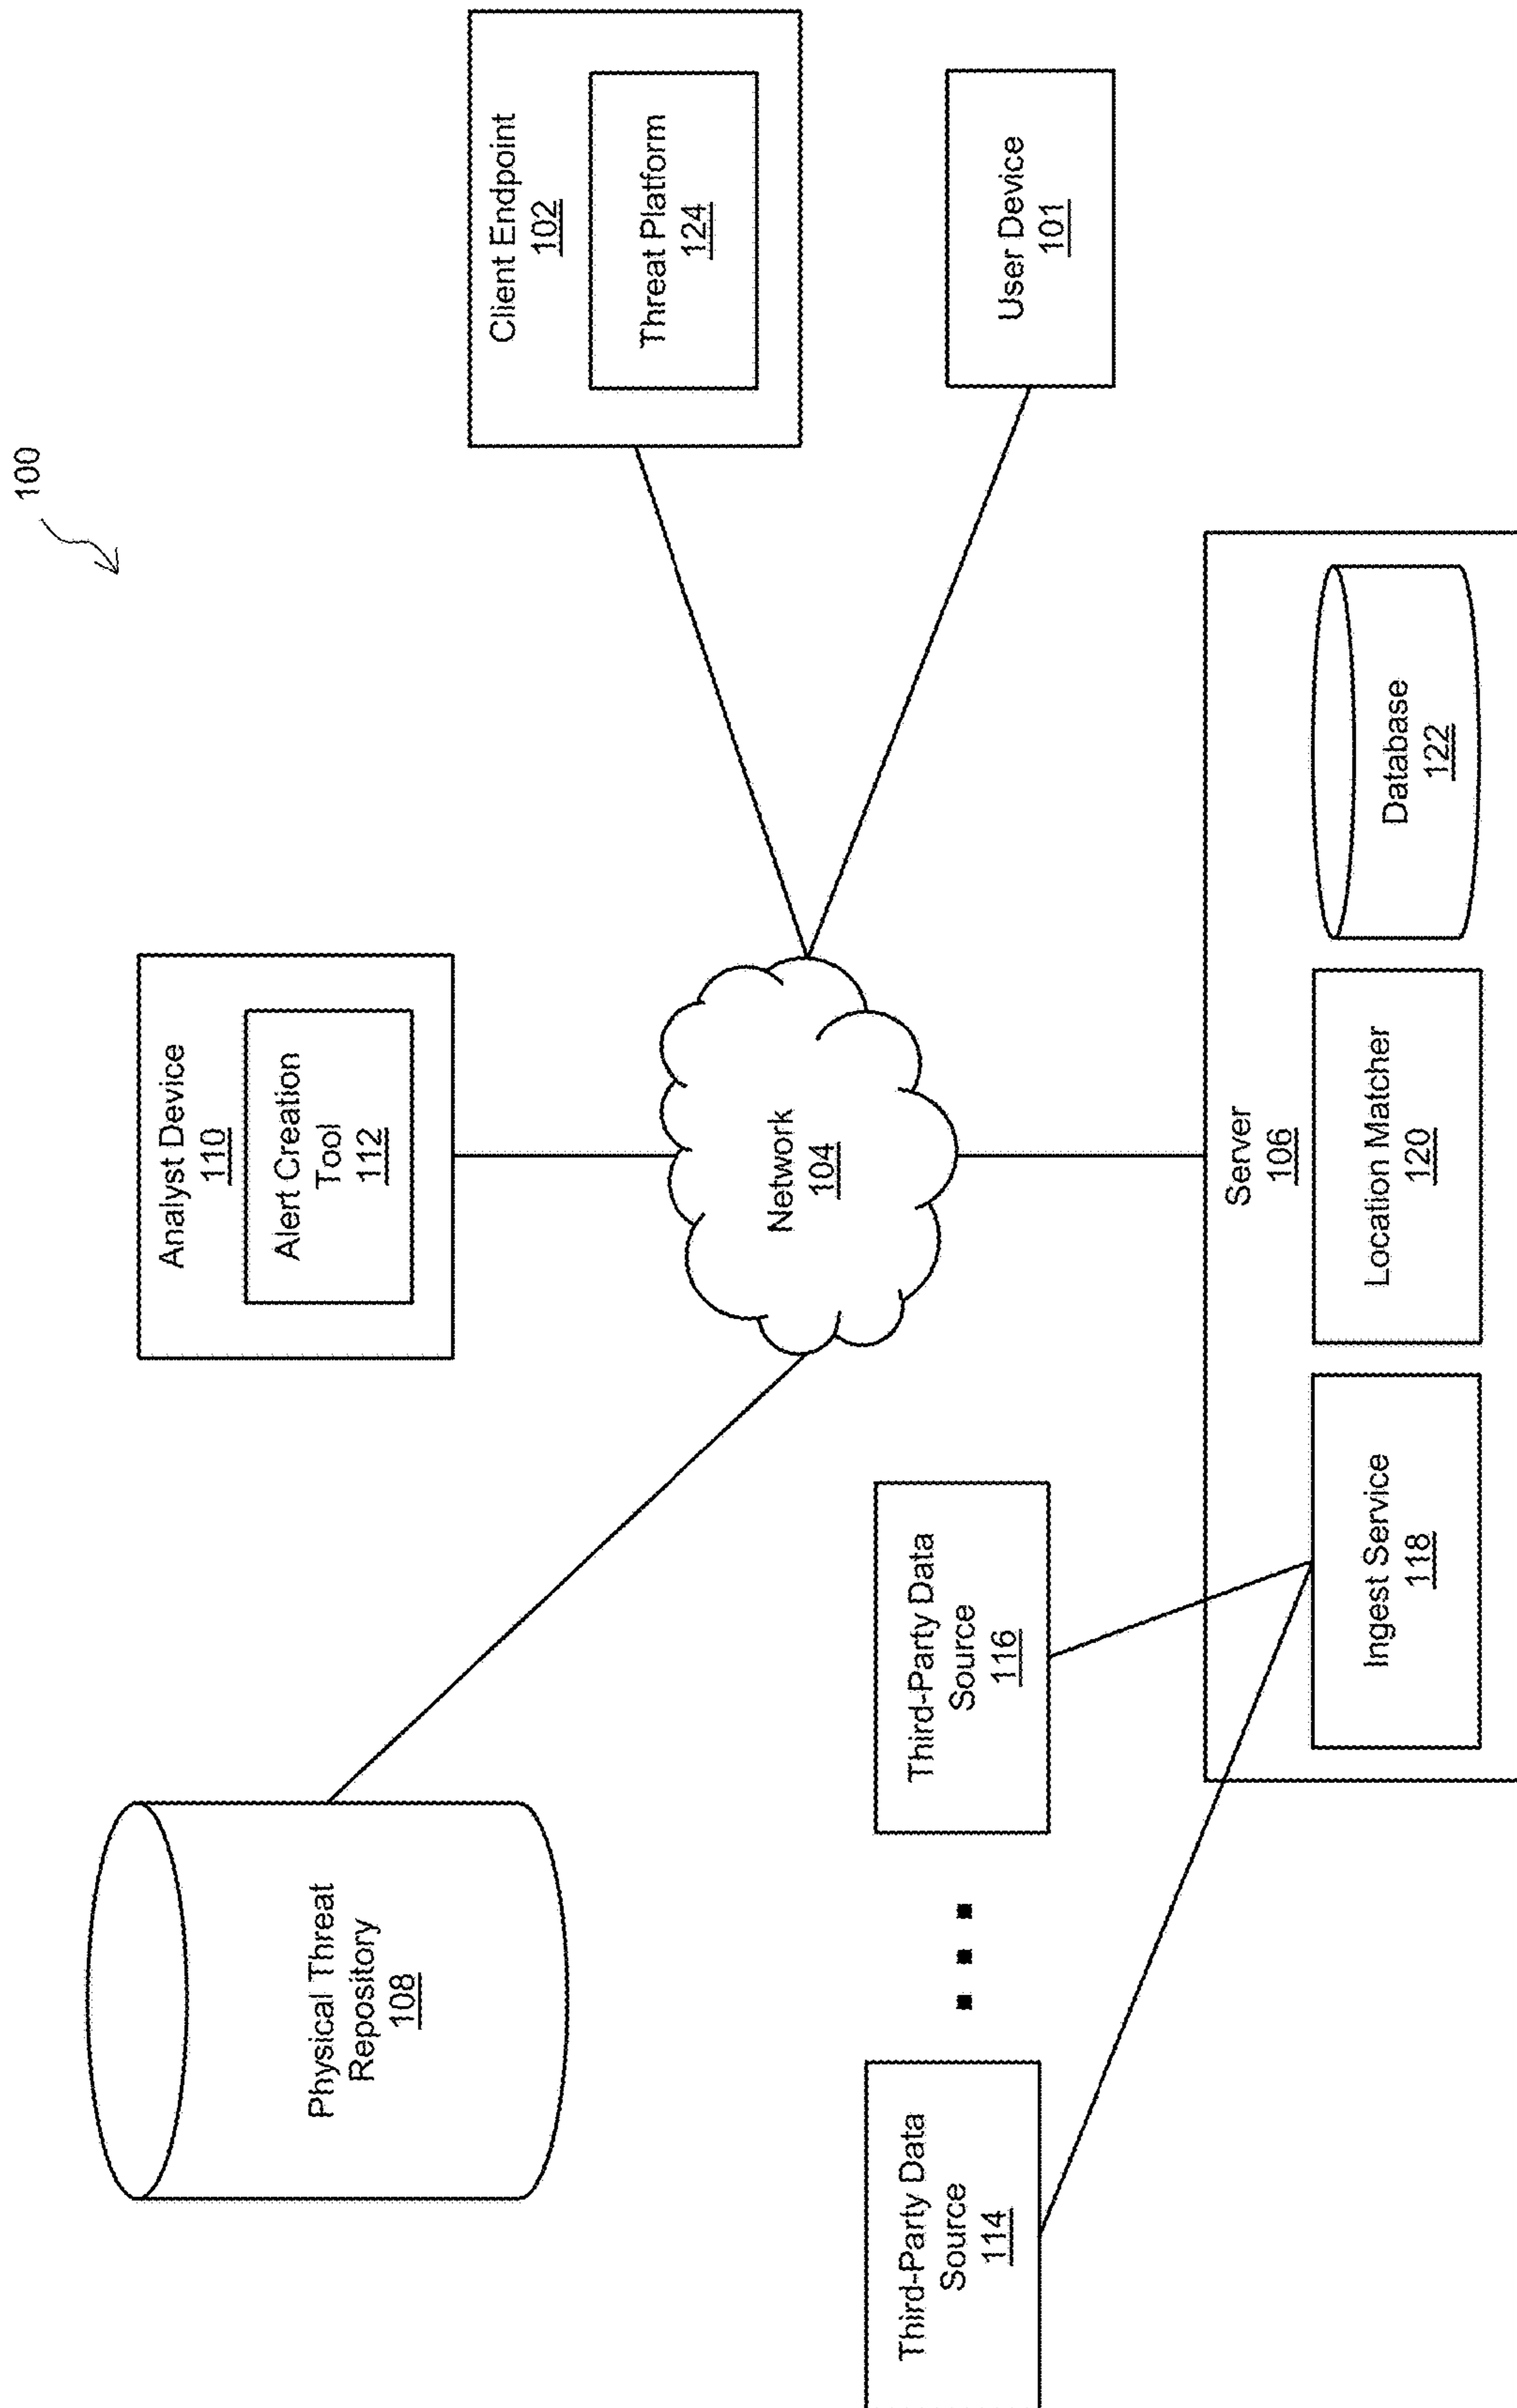 100
Physical Threat
Repository
108
Analyst Device
110
Alert Creation
Tool
112
Client Endpoint
102
Threat Platform
124
Network
104
User Device
101
Third-Party Data
Source
114
Third-Party Data
Source
116
Server
106
Ingest Service
118
Location Matcher
120
Database
122